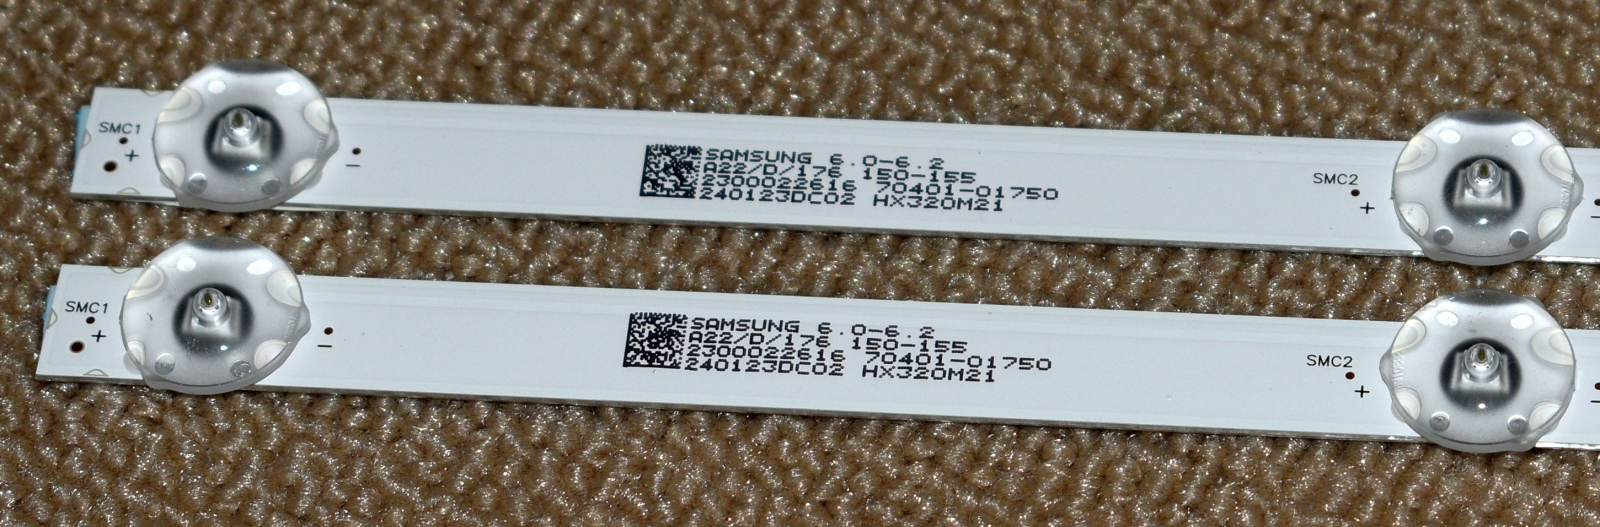 SMC1
+
-
SAMSUNG 6.0-6.2
A22/D/176 150-155
2300022616 70401-01750
240123DC02 HX320M21
SMC2
+
-
SMC1
+
-
SAMSUNG 6.0-6.2
A22/D/176 150-155
2300022616 70401-01750
240123DC02 HX320M21
SMC2
+
-